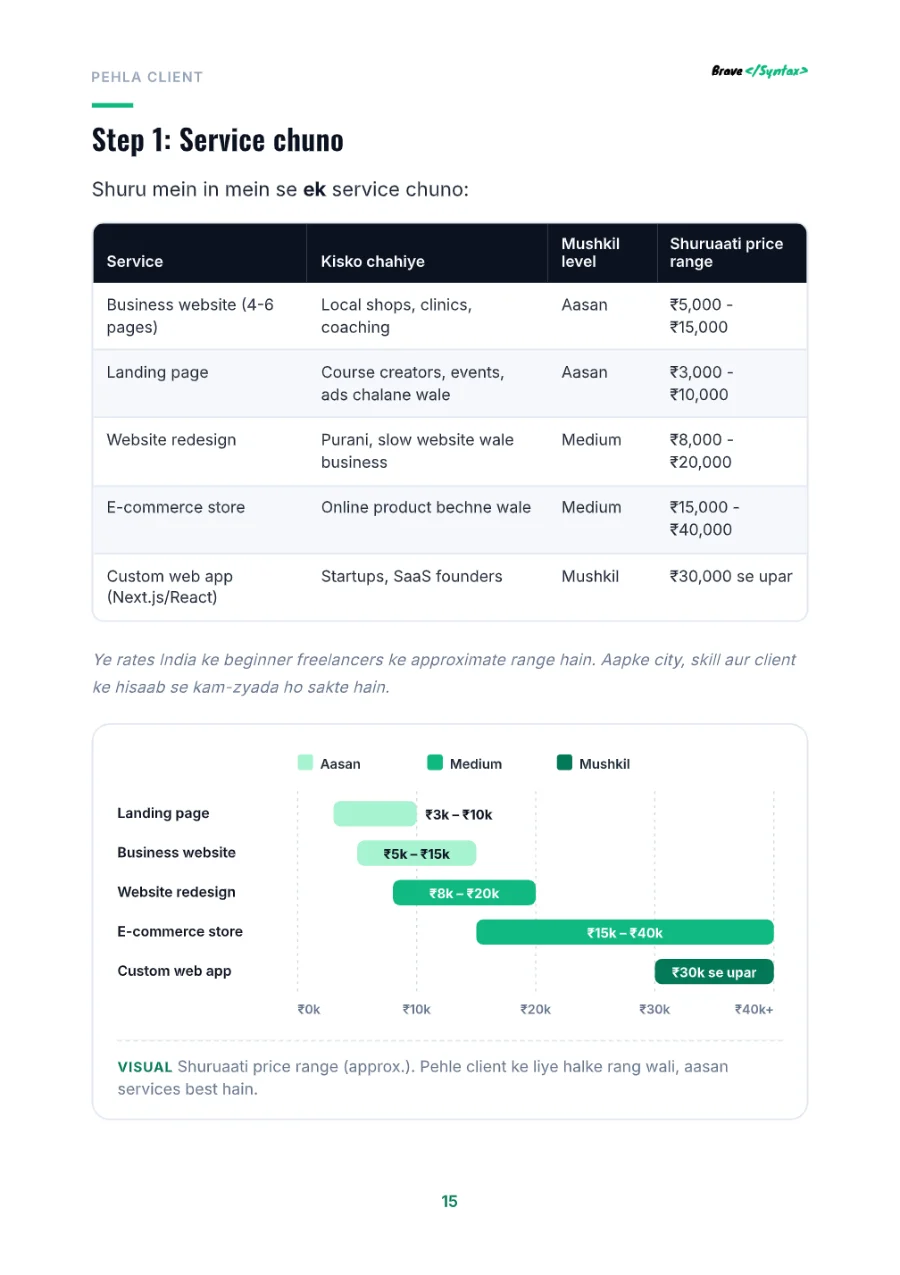 PEHLA CLIENT
Brave </Syntax>
Step 1: Service chuno
Shuru mein in mein se ek service chuno:
Service
Kisko chahiye
Mushkil
level
Shuruaati price
range
Business website (4-6
pages)
Local shops, clinics,
coaching
Aasan
₹5,000 -
₹15,000
Landing page
Course creators, events,
ads chalane wale
Aasan
₹3,000 -
₹10,000
Website redesign
Purani, slow website wale
business
Medium
₹8,000 -
₹20,000
E-commerce store
Online product bechne wale
Medium
₹15,000 -
₹40,000
Custom web app
(Next.js/React)
Startups, SaaS founders
Mushkil
₹30,000 se upar
Ye rates India ke beginner freelancers ke approximate range hain. Aapke city, skill aur client
ke hisaab se kam-zyada ho sakte hain.
Aasan
Medium
Mushkil
Landing page
₹3k – ₹10k
Business website
₹5k – ₹15k
Website redesign
₹8k – ₹20k
E-commerce store
₹15k – ₹40k
Custom web app
₹30k se upar
₹0k
₹10k
₹20k
₹30k
₹40k+
VISUAL Shuruaati price range (approx.). Pehle client ke liye halke rang wali, aasan
services best hain.
15